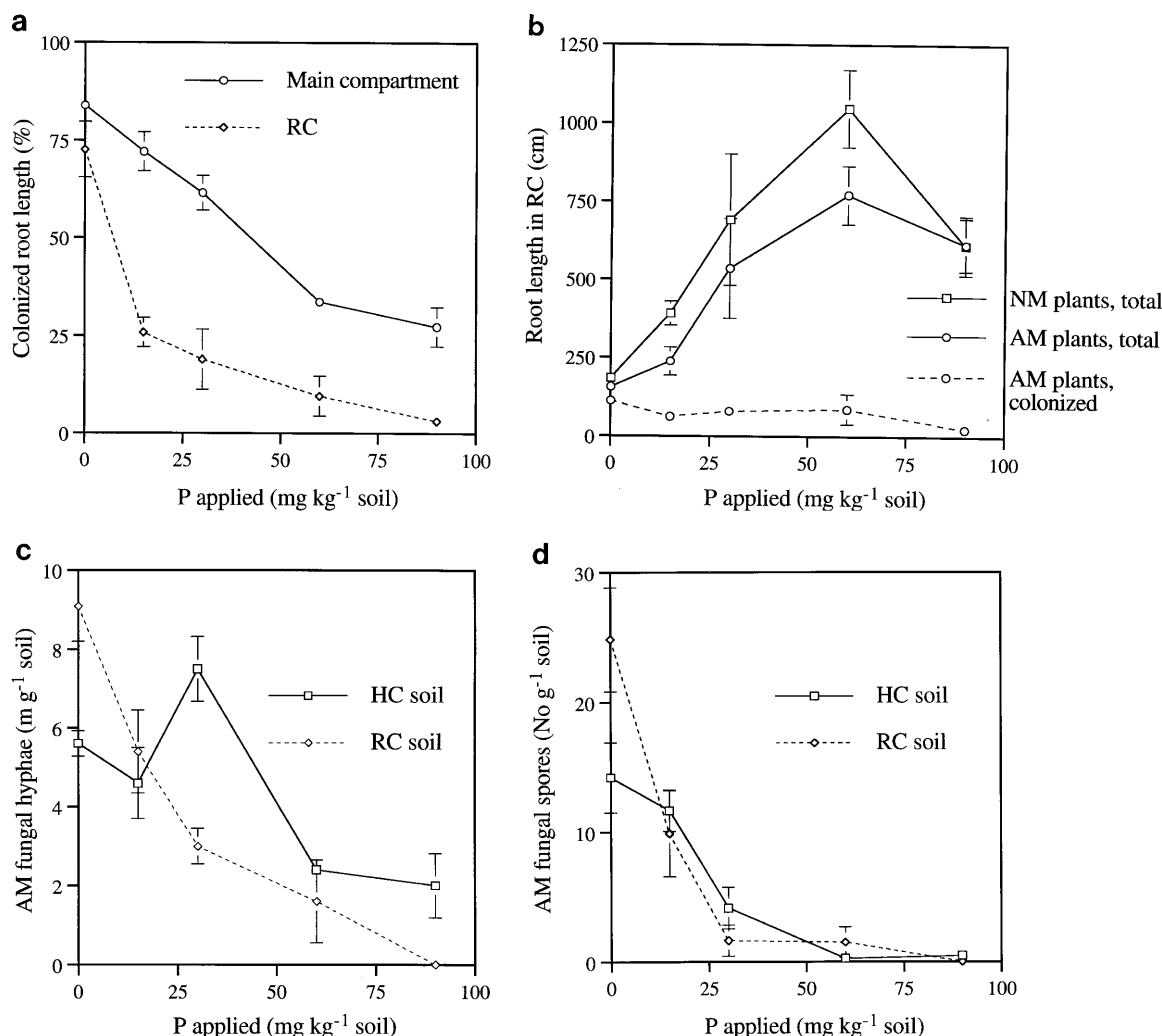 a
100
75
50
25
0
Colonized root length (%)
Main compartment
RC
0 25 50 75 100
P applied (mg kg⁻¹ soil)
b
1250
1000
750
500
250
0
Root length in RC (cm)
NM plants, total
AM plants, total
AM plants,
colonized
0 25 50 75 100
P applied (mg kg⁻¹ soil)
c
10
8
6
4
2
0
AM fungal hyphae (m g⁻¹ soil)
HC soil
RC soil
0 25 50 75 100
P applied (mg kg⁻¹ soil)
d
30
20
10
0
AM fungal spores (No g⁻¹ soil)
HC soil
RC soil
0 25 50 75 100
P applied (mg kg⁻¹ soil)